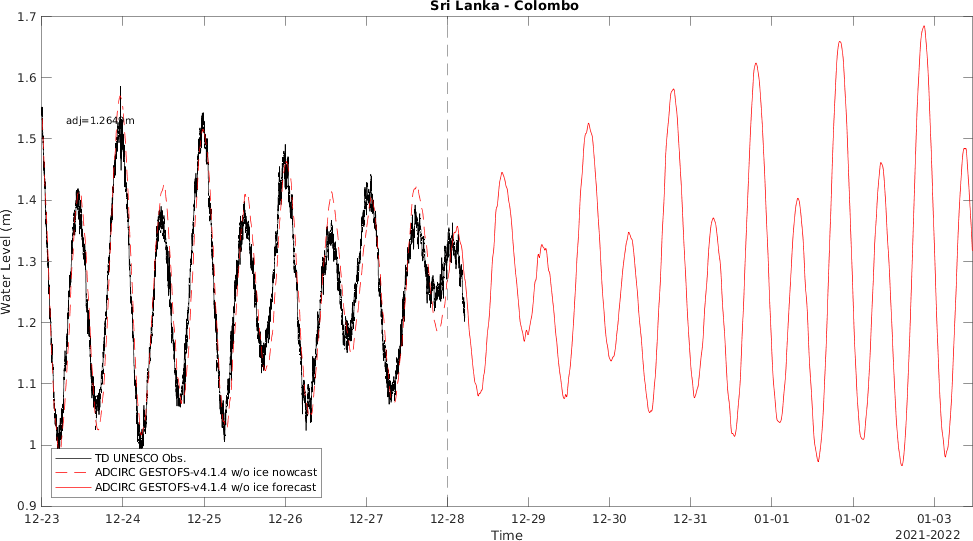 Sri Lanka - Colombo
1.7
1.6
1.5
1.4
1.3
1.2
1.1
1
0.9
Water Level (m)
TD UNESCO Obs.
ADCIRC GESTOFS-v4.1.4 w/o ice nowcast
ADCIRC GESTOFS-v4.1.4 w/o ice forecast
12-23 12-24 12-25 12-26 12-27 12-28 12-29 12-30 12-31 01-01 01-02 01-03
Time
2021-2022